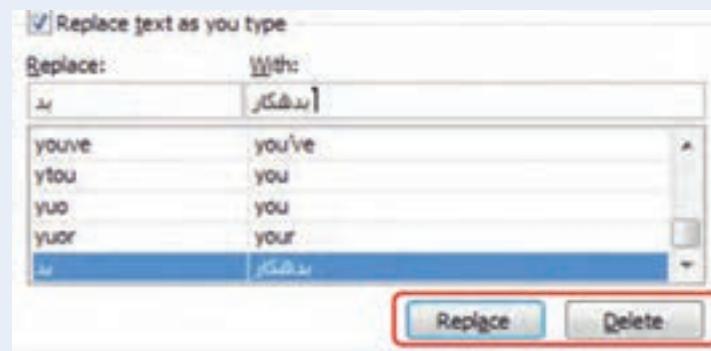 Replace text as you type
Replace: With:
بد بدهکار
youve you've
ytou you
yuo you
yuor your
بد بدهکار
Replace Delete